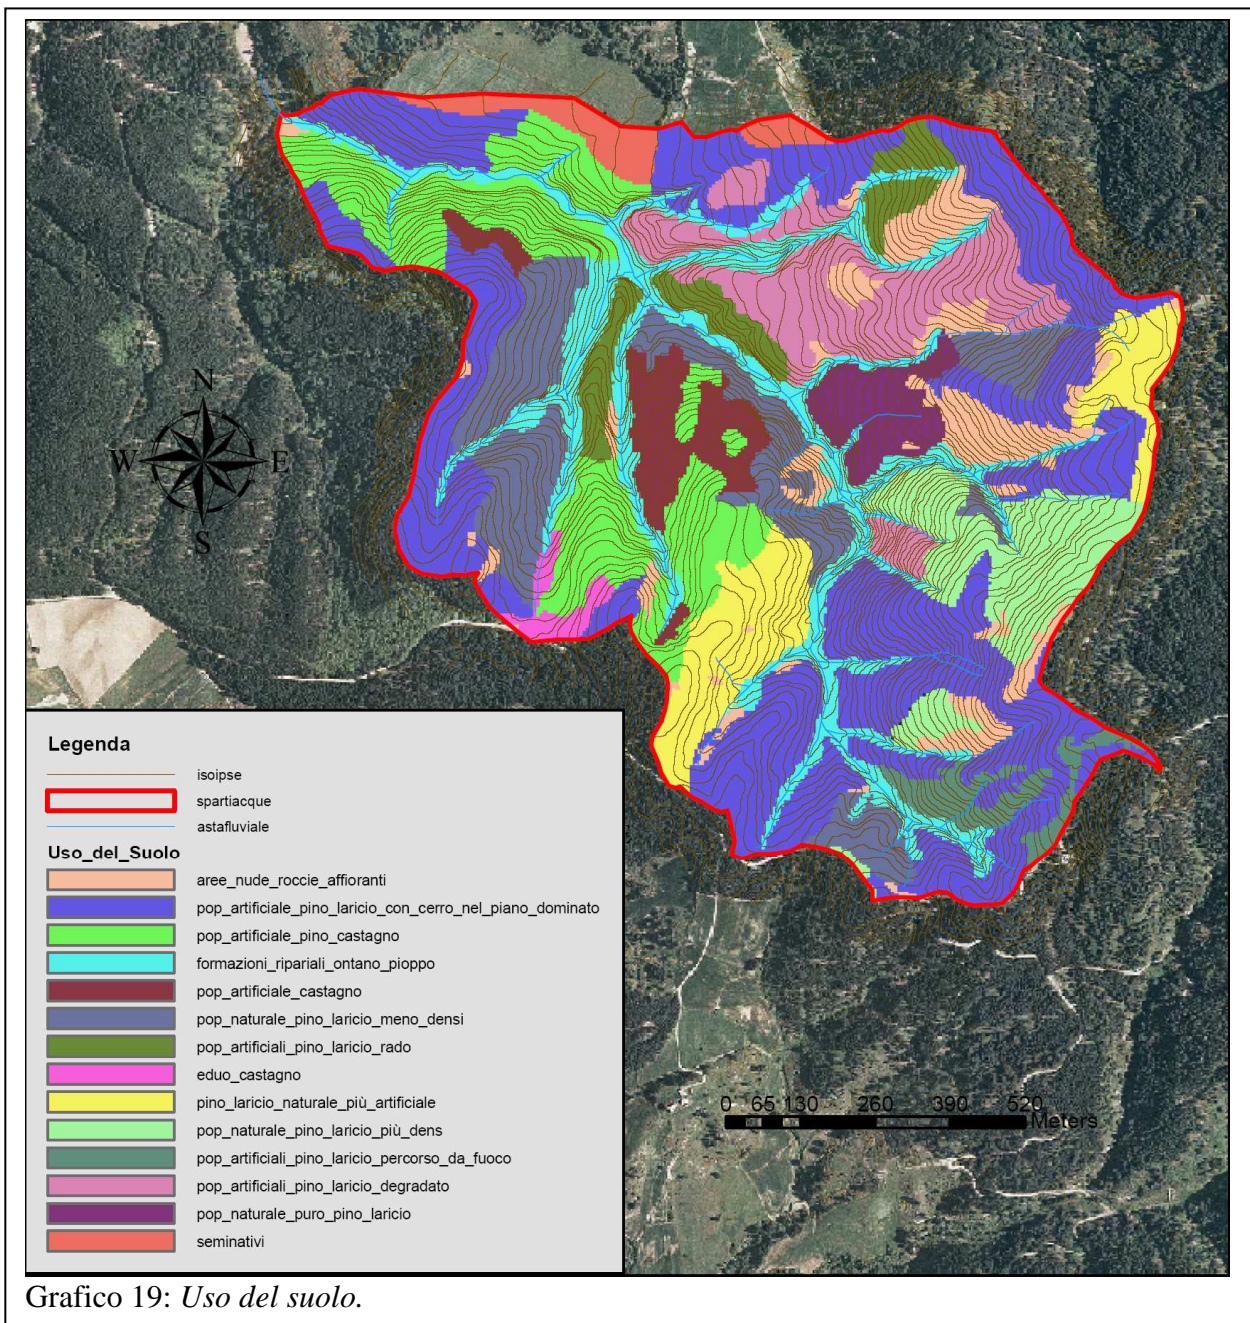 N
W E
S
Legenda
isoipse
spartiacque
astafluviale
Uso_del_Suolo
aree_nude_roccie_affioranti
pop_artificiale_pino_laricio_con_cerro_nel_piano_dominato
pop_artificiale_pino_castagno
formazioni_ripariali_ontano_pioppo
pop_artificiale_castagno
pop_naturale_pino_laricio_meno_densi
pop_artificiali_pino_laricio_rado
eduo_castagno
pino_laricio_naturale_più_artificiale
pop_naturale_pino_laricio_più_dens
pop_artificiali_pino_laricio_percorso_da_fuoco
pop_artificiali_pino_laricio_degradato
pop_naturale_puro_pino_laricio
seminativi
0 65 130 260 390 520
Meters
Grafico 19: Uso del suolo.